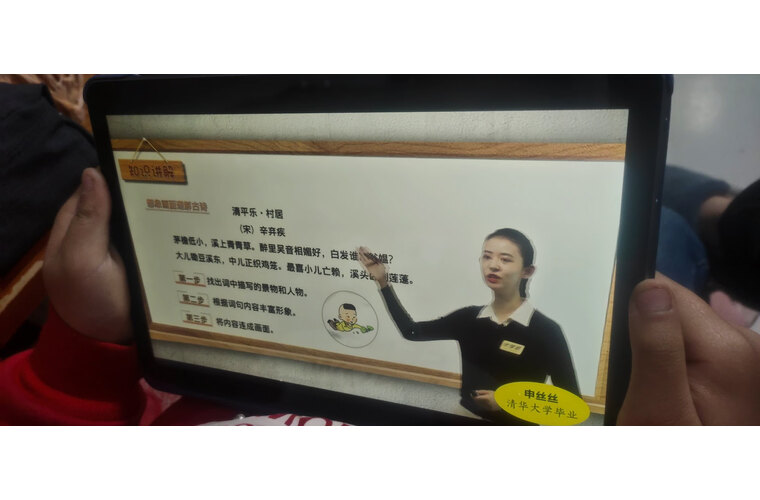 知识讲解
清平乐·村居
（宋）辛弃疾
茅檐低小，溪上青青草。醉里吴音相媚好，白发谁 媪？
大儿锄豆溪东，中儿正织鸡笼。最喜小儿亡赖，溪头 莲蓬。
第一步 找出词中描写的景物和人物。
第二步 根据词句内容丰富形象。
第三步 将内容连成画面。
申丝丝
清华大学毕业